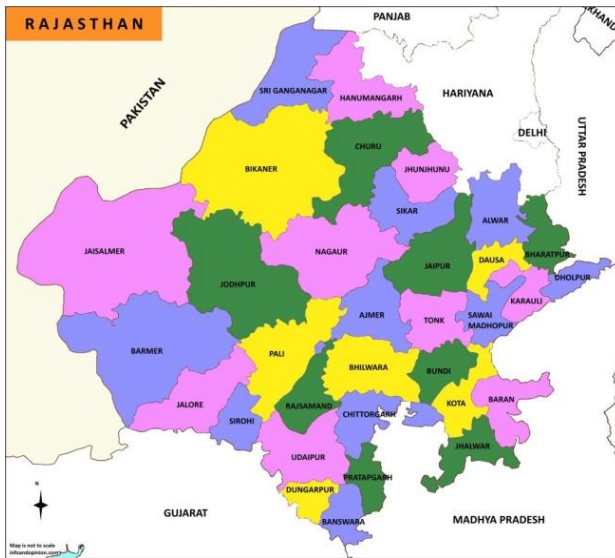 RAJASTHAN
PANJAB
SRI GANGANAGAR
HANUMANGARH
HARIYANA
PAKISTAN
DELHI
UTTAR PRADESH
CHURU
BIKANER
JHUNJHUNU
SIKAR
ALWAR
JAISALMER
NAGAUR
JAIPUR
DAUSA
BHARATPUR
JODHPUR
DHOLPUR
KARAULI
AJMER
TONK
SAWAI
MADHOPUR
BARMER
PALI
BHILWARA
BUNDI
JALORE
RAJSAMAND
KOTA
BARAN
SIROHI
CHITTORGARH
JHALWAR
UDAIPUR
PRATAPGARH
DUNGARPUR
BANSWARA
GUJARAT
MADHYA PRADESH
N
Map is not to scale